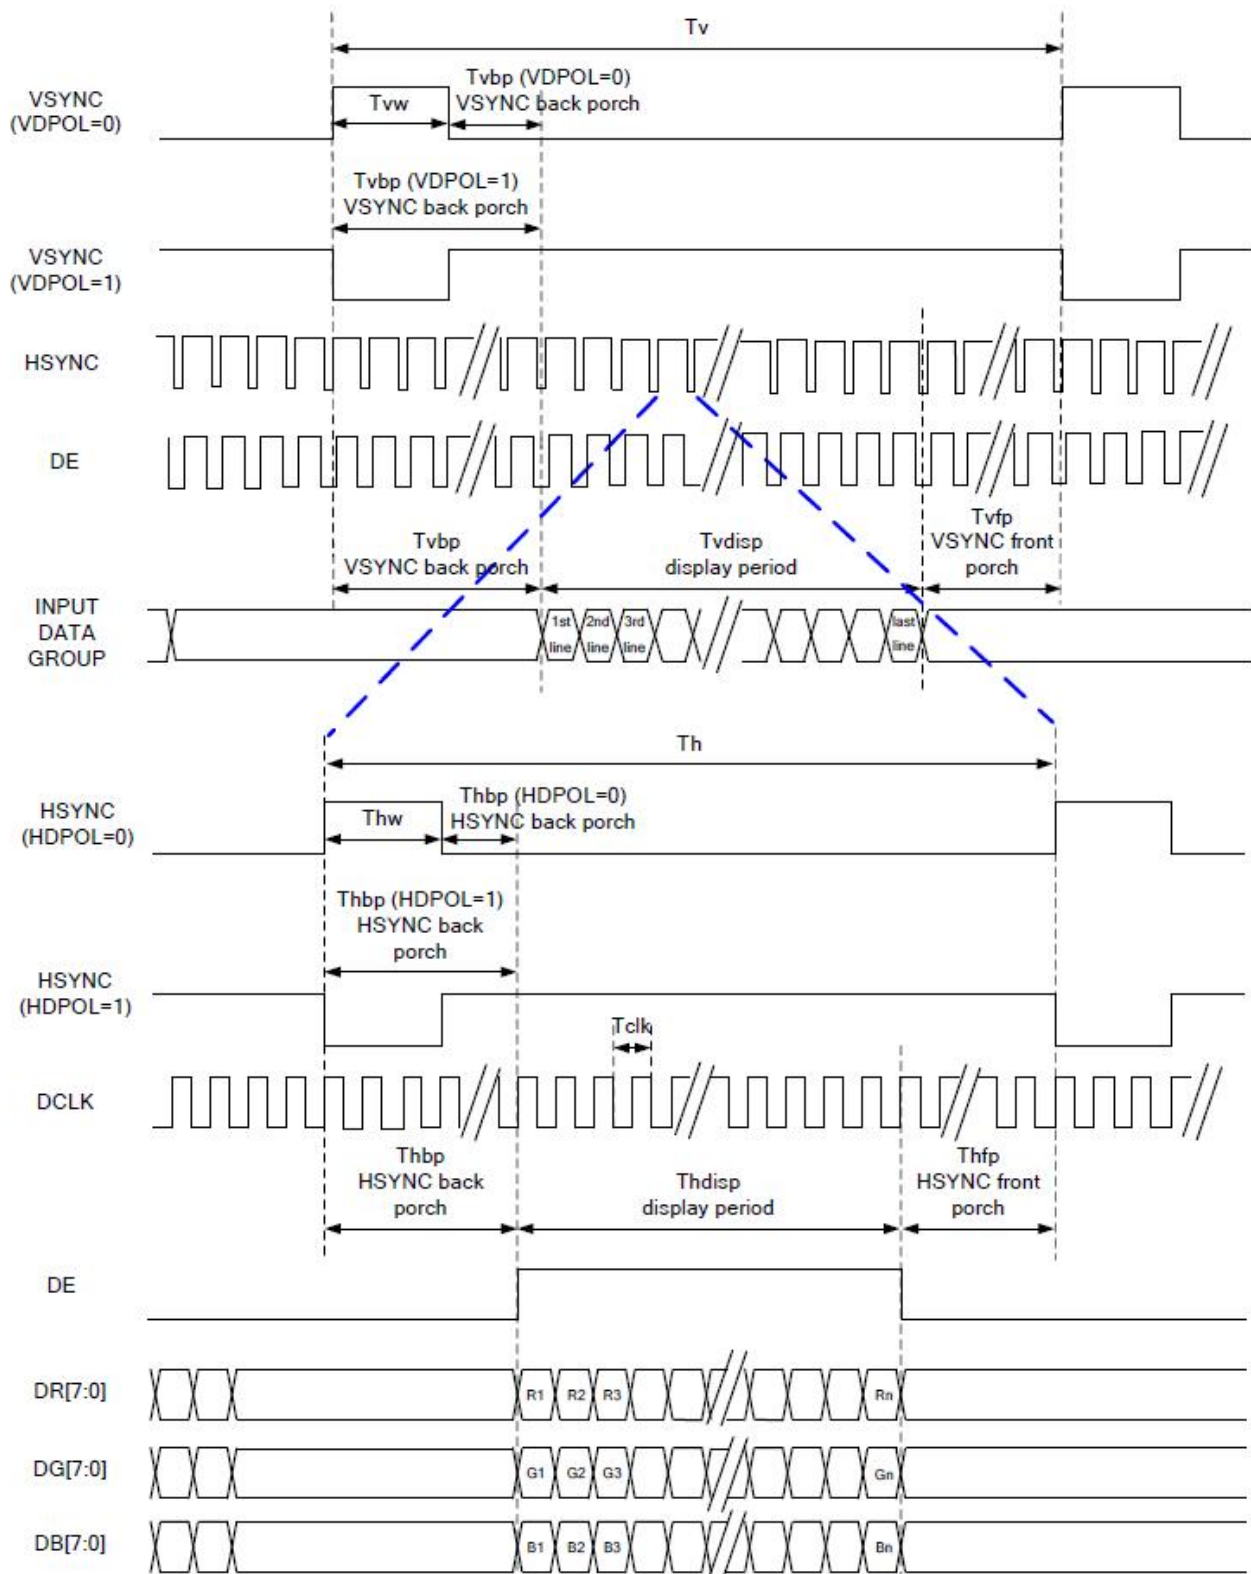 Tv
VSYNC
(VDPOL=0)
Tvw
Tvbp (VDPOL=0)
VSYNC back porch
Tvbp (VDPOL=1)
VSYNC back porch
VSYNC
(VDPOL=1)
HSYNC
DE
Tvbp
VSYNC back porch
Tvdisp
display period
Tvfp
VSYNC front
porch
INPUT
DATA
GROUP
1st
line
2nd
line
3rd
line
last
line
Th
HSYNC
(HDPOL=0)
Thw
Thbp (HDPOL=0)
HSYNC back porch
Thbp (HDPOL=1)
HSYNC back
porch
HSYNC
(HDPOL=1)
Tclk
DCLK
Thbp
HSYNC back
porch
Thdisp
display period
Thfp
HSYNC front
porch
DE
DR[7:0]
R1 R2 R3 Rn
DG[7:0]
G1 G2 G3 Gn
DB[7:0]
B1 B2 B3 Bn